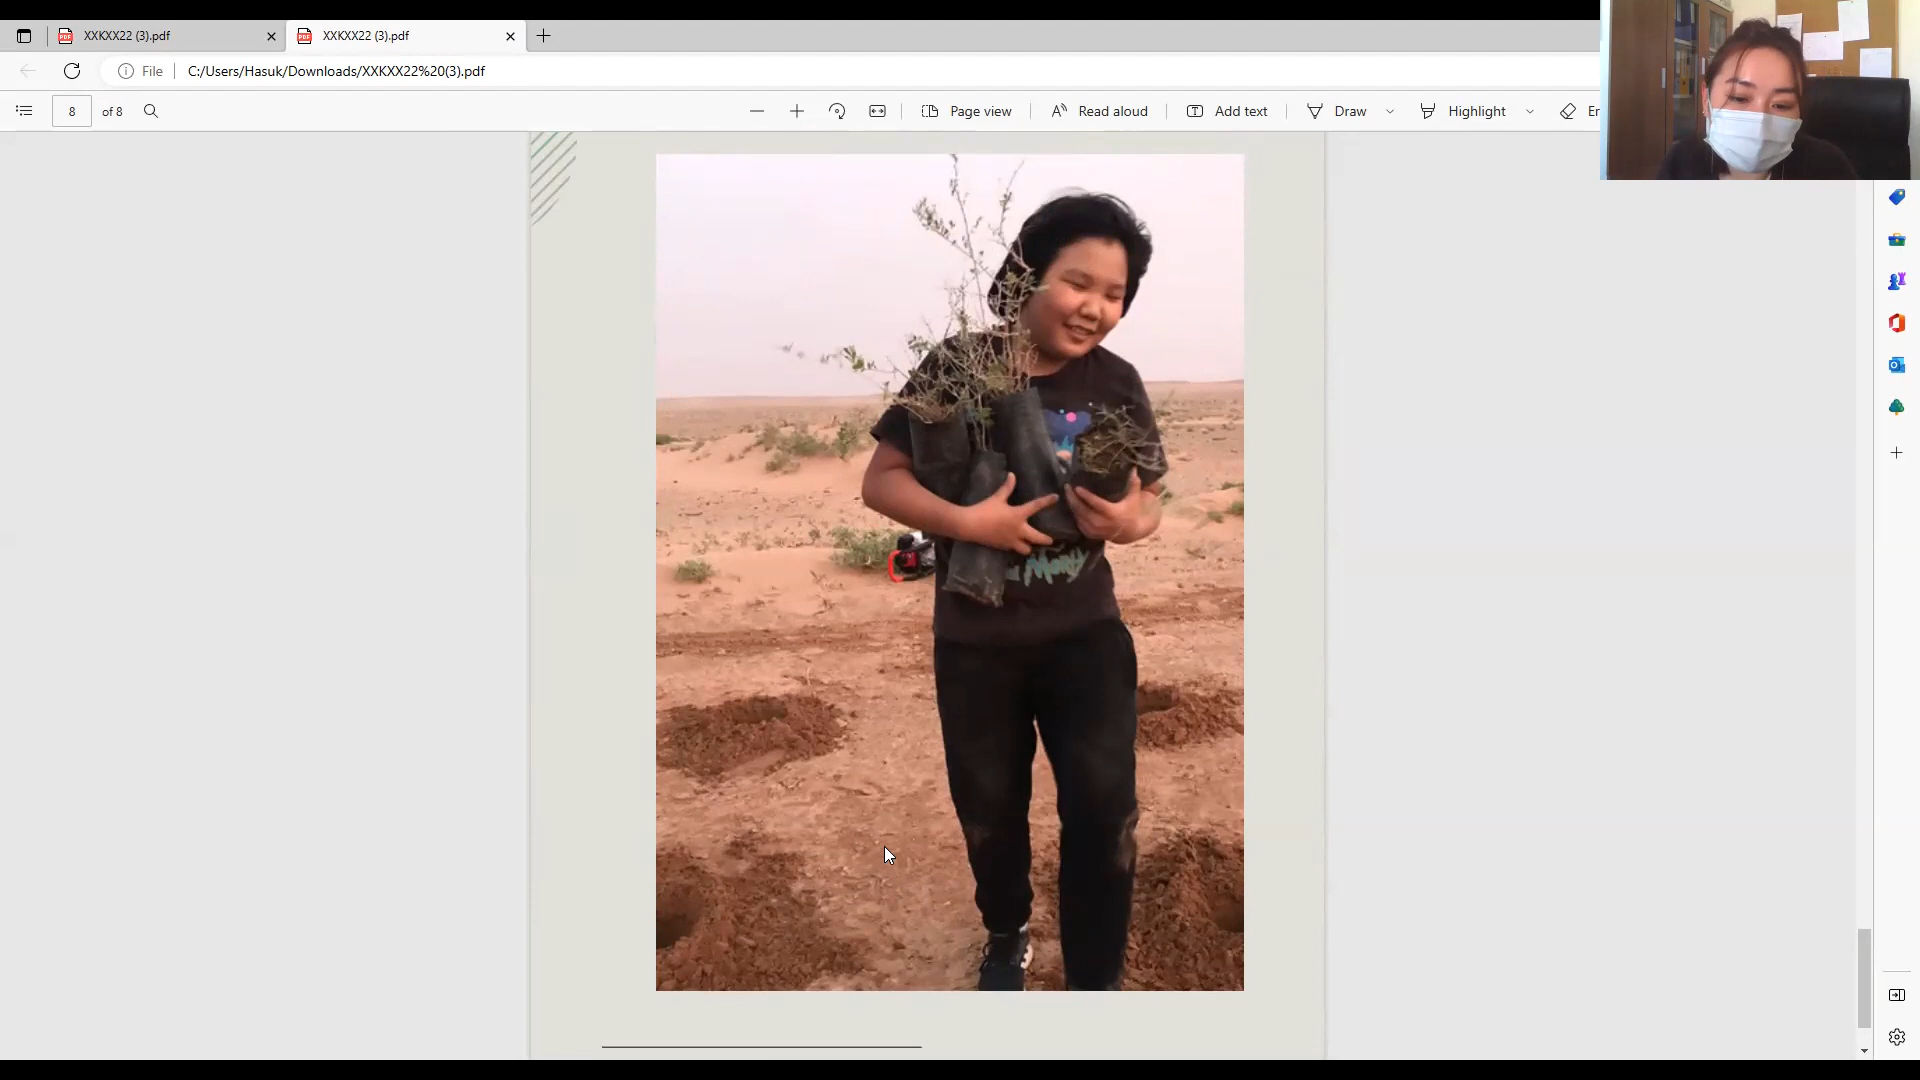 XXKXX22 (3).pdf
XXKXX22 (3).pdf
File
C:/Users/Hasuk/Downloads/XXKXX22%20(3).pdf
8 of 8
Page view
Read aloud
Add text
Draw
Highlight